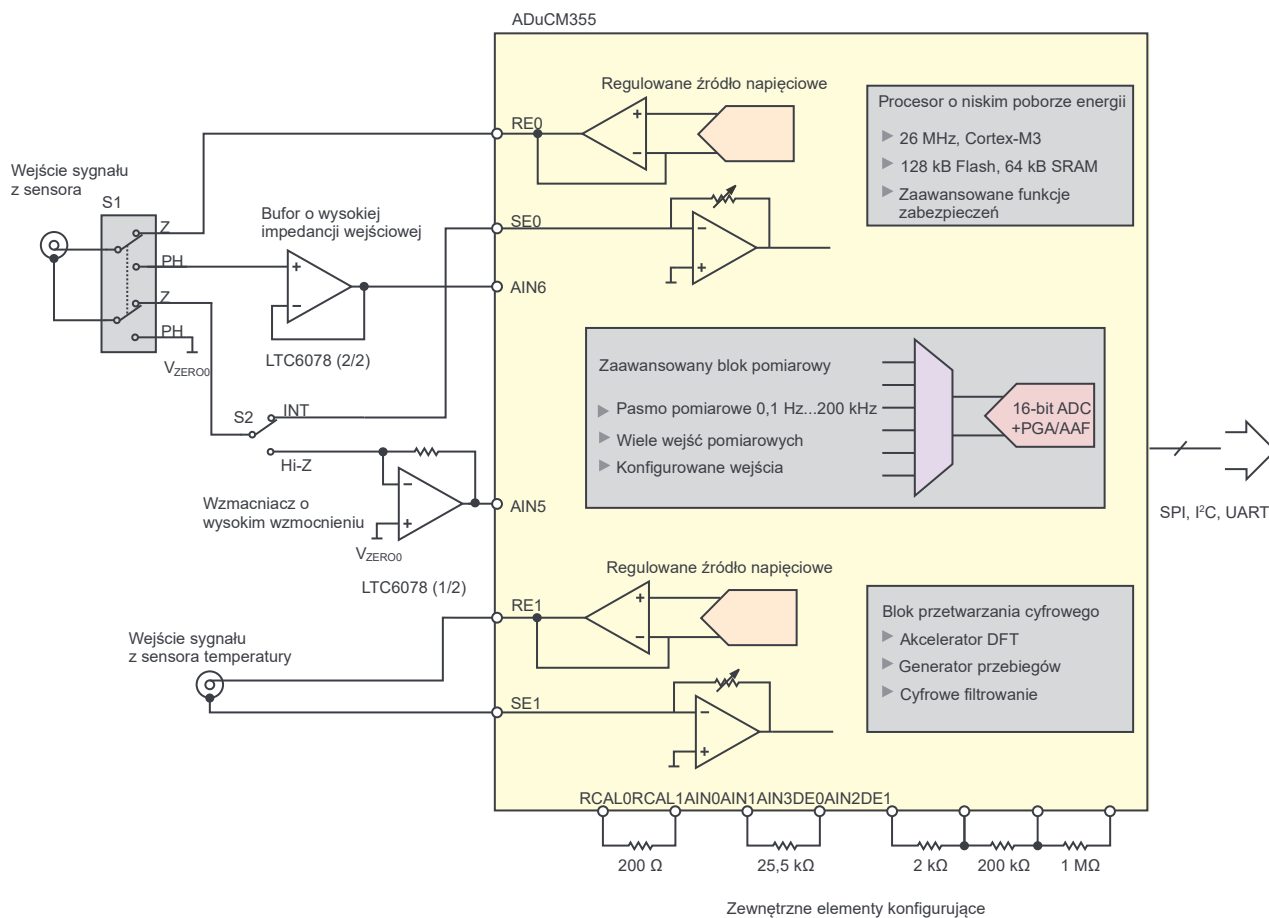 ADuCM355
Regulowane źródło napięciowe
RE0
Procesor o niskim poborze energii
26 MHz, Cortex-M3
128 kB Flash, 64 kB SRAM
Zaawansowane funkcje
zabezpieczeń
Wejście sygnału
z sensora
S1
Z
PH
Z
PH
VZERO0
Bufor o wysokiej
impedancji wejściowej
LTC6078 (2/2)
SE0
AIN6
Zaawansowany blok pomiarowy
Pasmo pomiarowe 0,1 Hz...200 kHz
Wiele wejść pomiarowych
Konfigurowane wejścia
16-bit ADC
+PGA/AAF
S2
INT
Hi-Z
Wzmacniacz o
wysokim wzmocnieniu
VZERO0
LTC6078 (1/2)
AIN5
SPI, I²C, UART
Regulowane źródło napięciowe
RE1
Wejście sygnału
z sensora temperatury
SE1
Blok przetwarzania cyfrowego
Akcelerator DFT
Generator przebiegów
Cyfrowe filtrowanie
RCAL0RCAL1AIN0AIN1AIN3DE0AIN2DE1
200 Ω
25,5 kΩ
2 kΩ
200 kΩ
1 MΩ
Zewnętrzne elementy konfigurujące